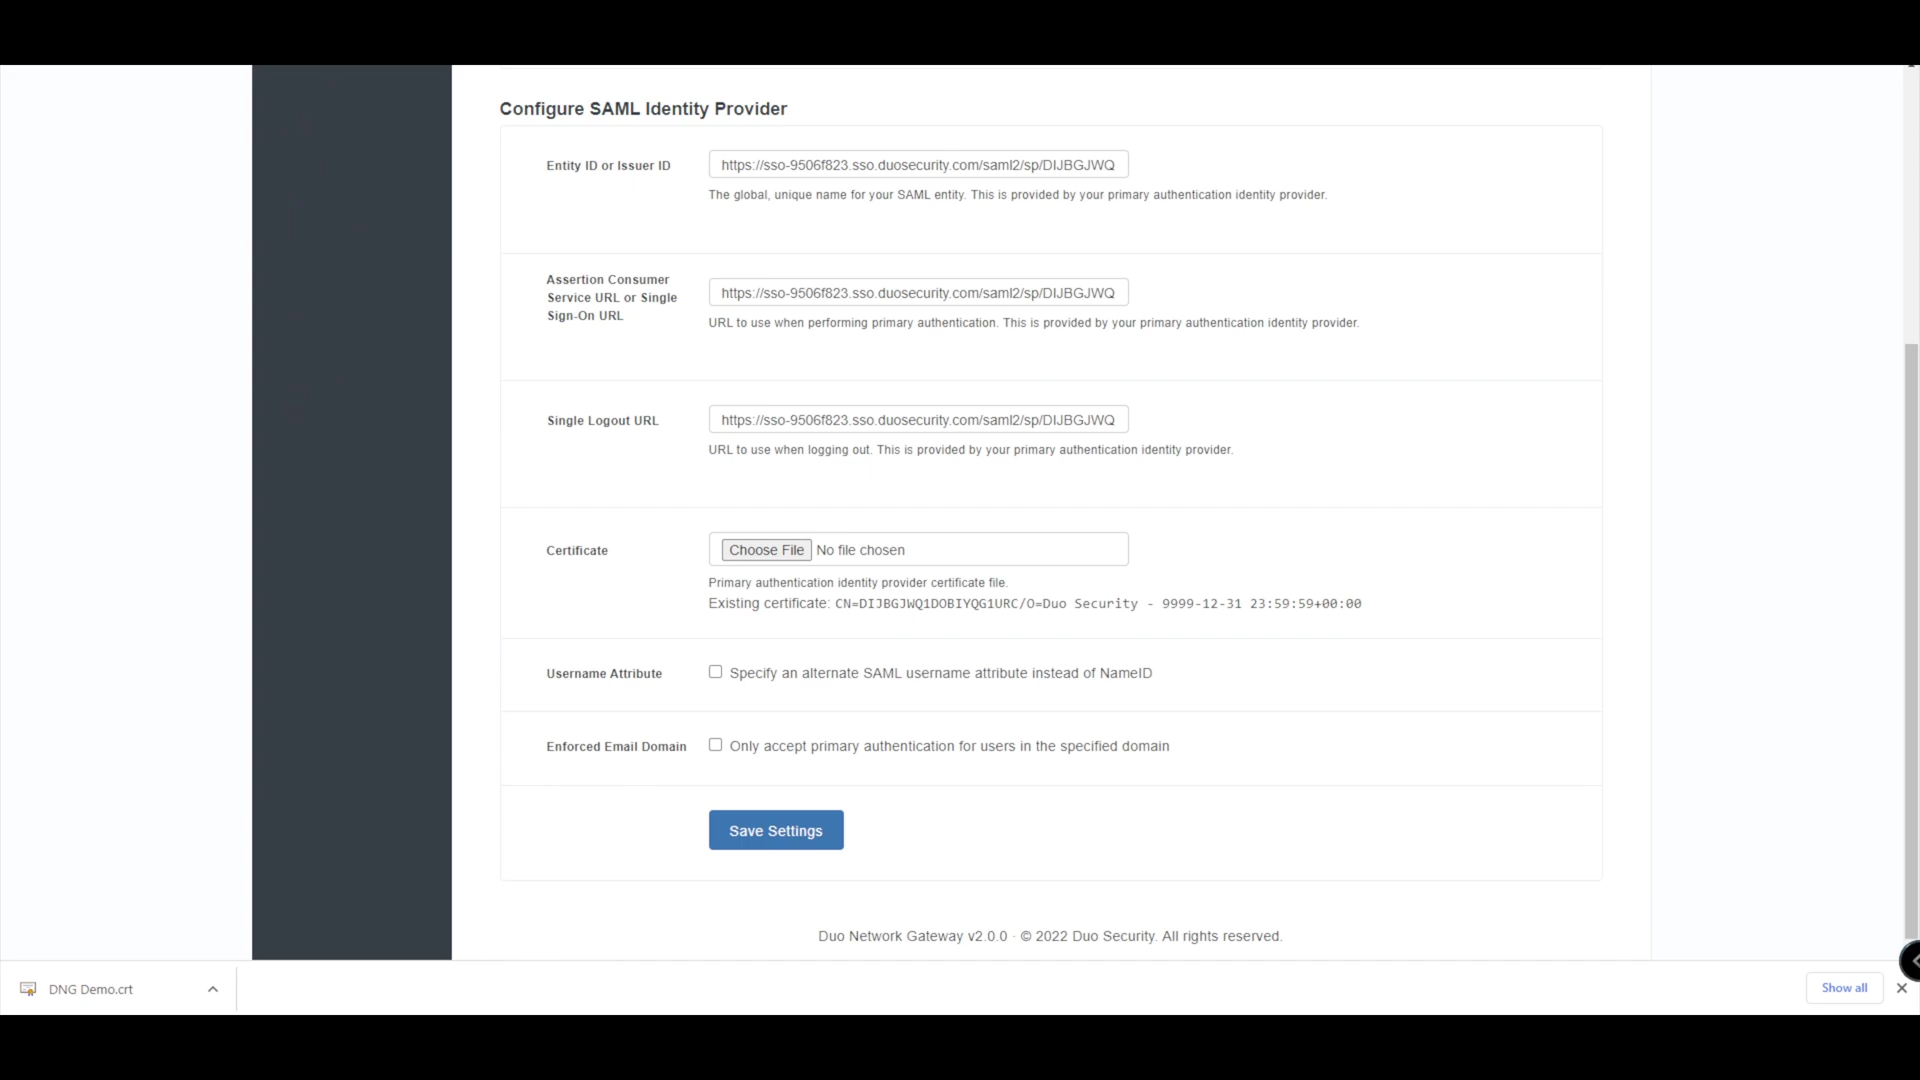 Configure SAML Identity Provider
Entity ID or Issuer ID
https://sso-9506f823.sso.duosecurity.com/saml2/sp/DIJBGJWQ
The global, unique name for your SAML entity. This is provided by your primary authentication identity provider.
Assertion Consumer
Service URL or Single
Sign-On URL
https://sso-9506f823.sso.duosecurity.com/saml2/sp/DIJBGJWQ
URL to use when performing primary authentication. This is provided by your primary authentication identity provider.
Single Logout URL
https://sso-9506f823.sso.duosecurity.com/saml2/sp/DIJBGJWQ
URL to use when logging out. This is provided by your primary authentication identity provider.
Certificate
Choose File No file chosen
Primary authentication identity provider certificate file.
Existing certificate: CN=DIJBGJWQ1DOBIYQG1URC/O=Duo Security - 9999-12-31 23:59:59+00:00
Username Attribute
Specify an alternate SAML username attribute instead of NameID
Enforced Email Domain
Only accept primary authentication for users in the specified domain
Save Settings
Duo Network Gateway v2.0.0 · © 2022 Duo Security. All rights reserved.
DNG Demo.crt
Show all